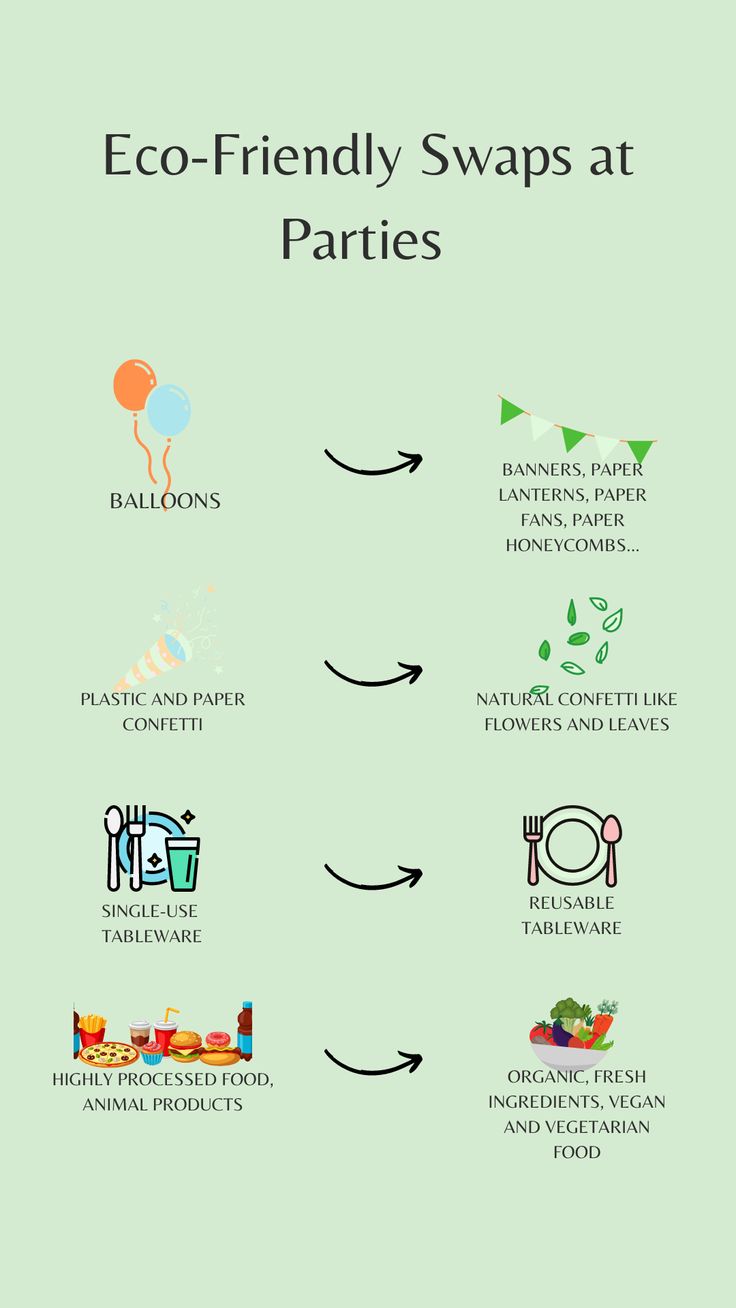 Eco-Friendly Swaps at
Parties
BALLOONS
BANNERS, PAPER
LANTERNS, PAPER
FANS, PAPER
HONEYCOMBS...
PLASTIC AND PAPER
CONFETTI
NATURAL CONFETTI LIKE
FLOWERS AND LEAVES
SINGLE-USE
TABLEWARE
REUSABLE
TABLEWARE
HIGHLY PROCESSED FOOD,
ANIMAL PRODUCTS
ORGANIC, FRESH
INGREDIENTS, VEGAN
AND VEGETARIAN
FOOD